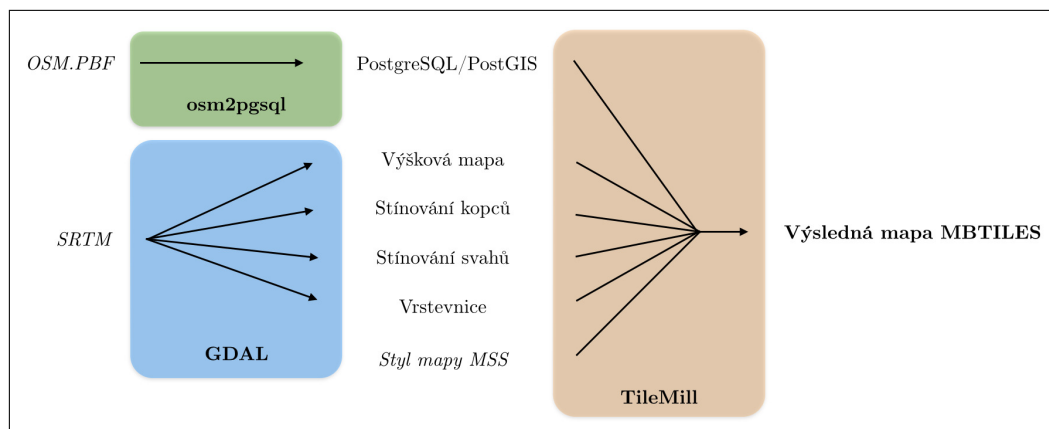 OSM.PBF
osm2pgsql
PostgreSQL/PostGIS
SRTM
GDAL
Výšková mapa
Stínování kopců
Stínování svahů
Vrstevnice
Styl mapy MSS
TileMill
Výsledná mapa MBTILES